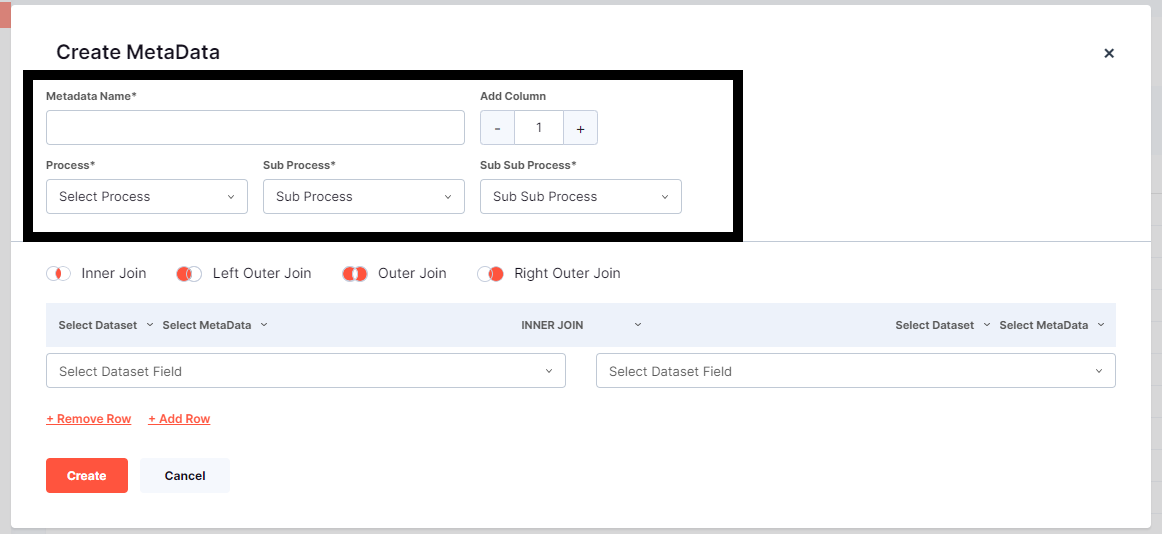 Create MetaData
×
Metadata Name* Add Column
- 1 +
Process* Sub Process* Sub Sub Process*
Select Process Sub Process Sub Sub Process
Inner Join Left Outer Join Outer Join Right Outer Join
Select Dataset Select MetaData INNER JOIN Select Dataset Select MetaData
Select Dataset Field Select Dataset Field
+ Remove Row + Add Row
Create Cancel